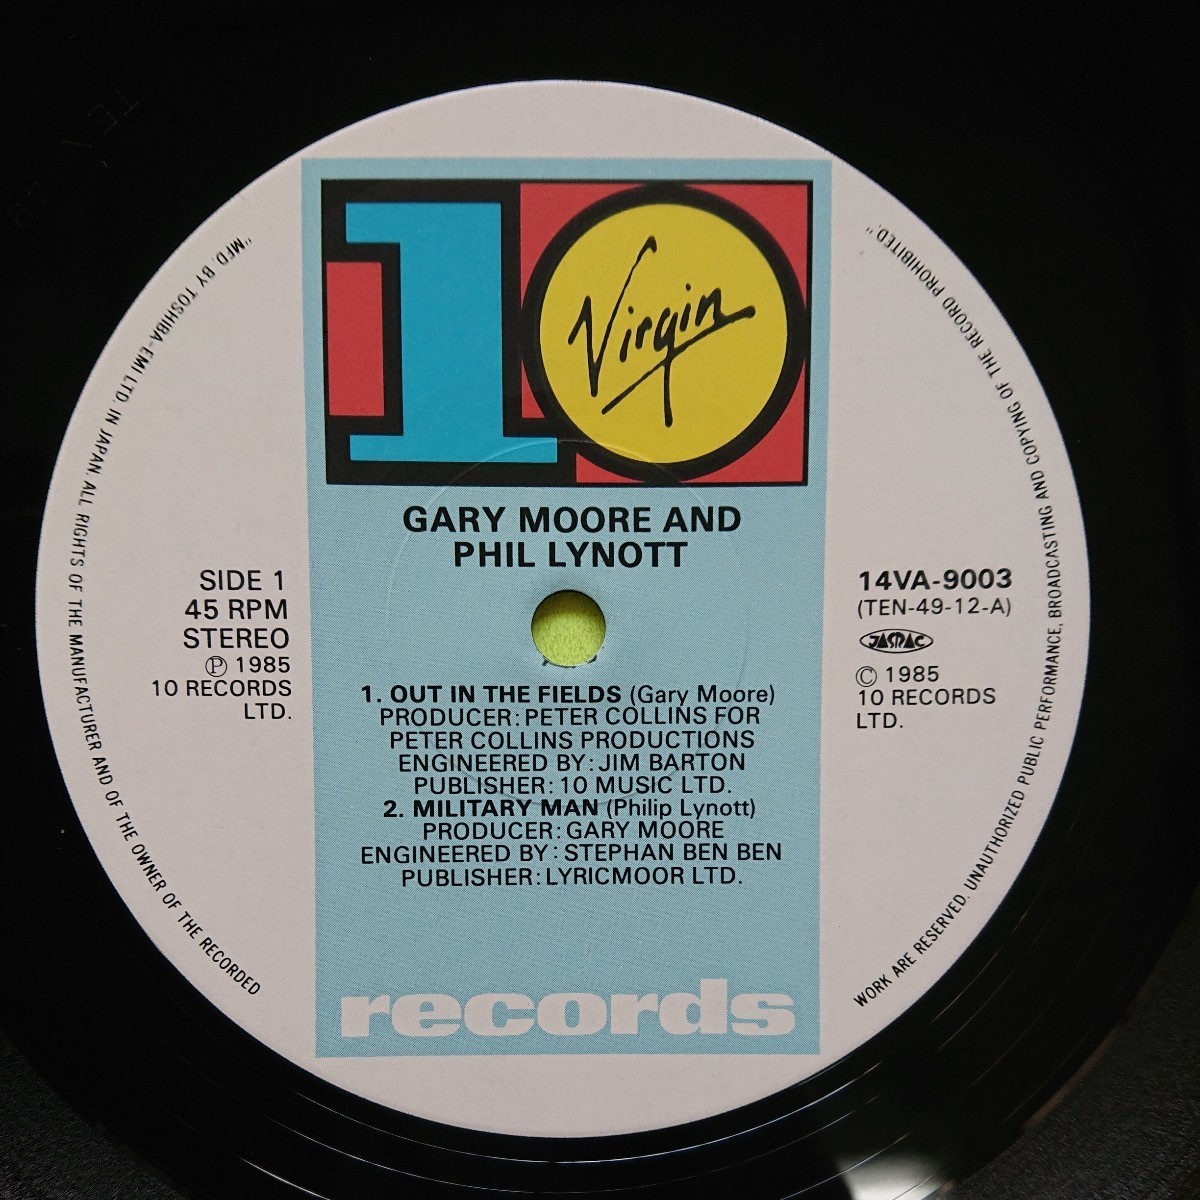 10
Virgin
GARY MOORE AND
PHIL LYNOTT
SIDE 1
45 RPM
STEREO
Ⓟ 1985
10 RECORDS
LTD.
14VA-9003
(TEN-49-12-A)
JASRAC
© 1985
10 RECORDS
LTD.
1. OUT IN THE FIELDS (Gary Moore)
PRODUCER: PETER COLLINS FOR
PETER COLLINS PRODUCTIONS
ENGINEERED BY: JIM BARTON
PUBLISHER: 10 MUSIC LTD.
2. MILITARY MAN (Philip Lynott)
PRODUCER: GARY MOORE
ENGINEERED BY: STEPHAN BEN BEN
PUBLISHER: LYRICMOOR LTD.
records
"MFD. BY TOSHIBA-EMI LTD. IN JAPAN. ALL RIGHTS OF THE MANUFACTURER AND OF THE OWNER OF THE RECORDED
WORK ARE RESERVED. UNAUTHORIZED PUBLIC PERFORMANCE, BROADCASTING AND COPYING OF THE RECORD PROHIBITED."